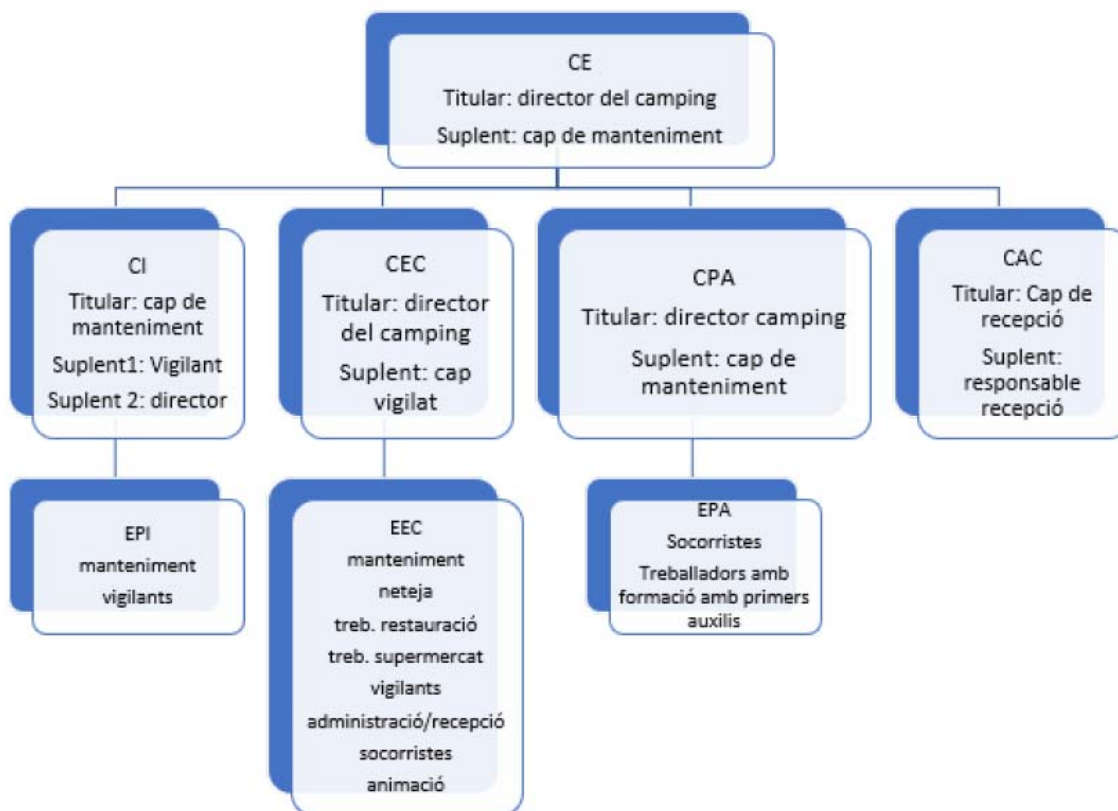 CE
Titular: director del camping
Suplent: cap de manteniment
CI
Titular: cap de
manteniment
Suplent1: Vigilant
Suplent 2: director
CEC
Titular: director
del camping
Suplent: cap
vigilat
CPA
Titular: director camping
Suplent: cap de
manteniment
CAC
Titular: Cap de
recepció
Suplent:
responsable
recepció
EPI
manteniment
vigilants
EEC
manteniment
neteja
treb. restauració
treb. supermercat
vigilants
administració/recepció
socorristes
animació
EPA
Socorristes
Treballadors amb
formació amb primers
auxilis